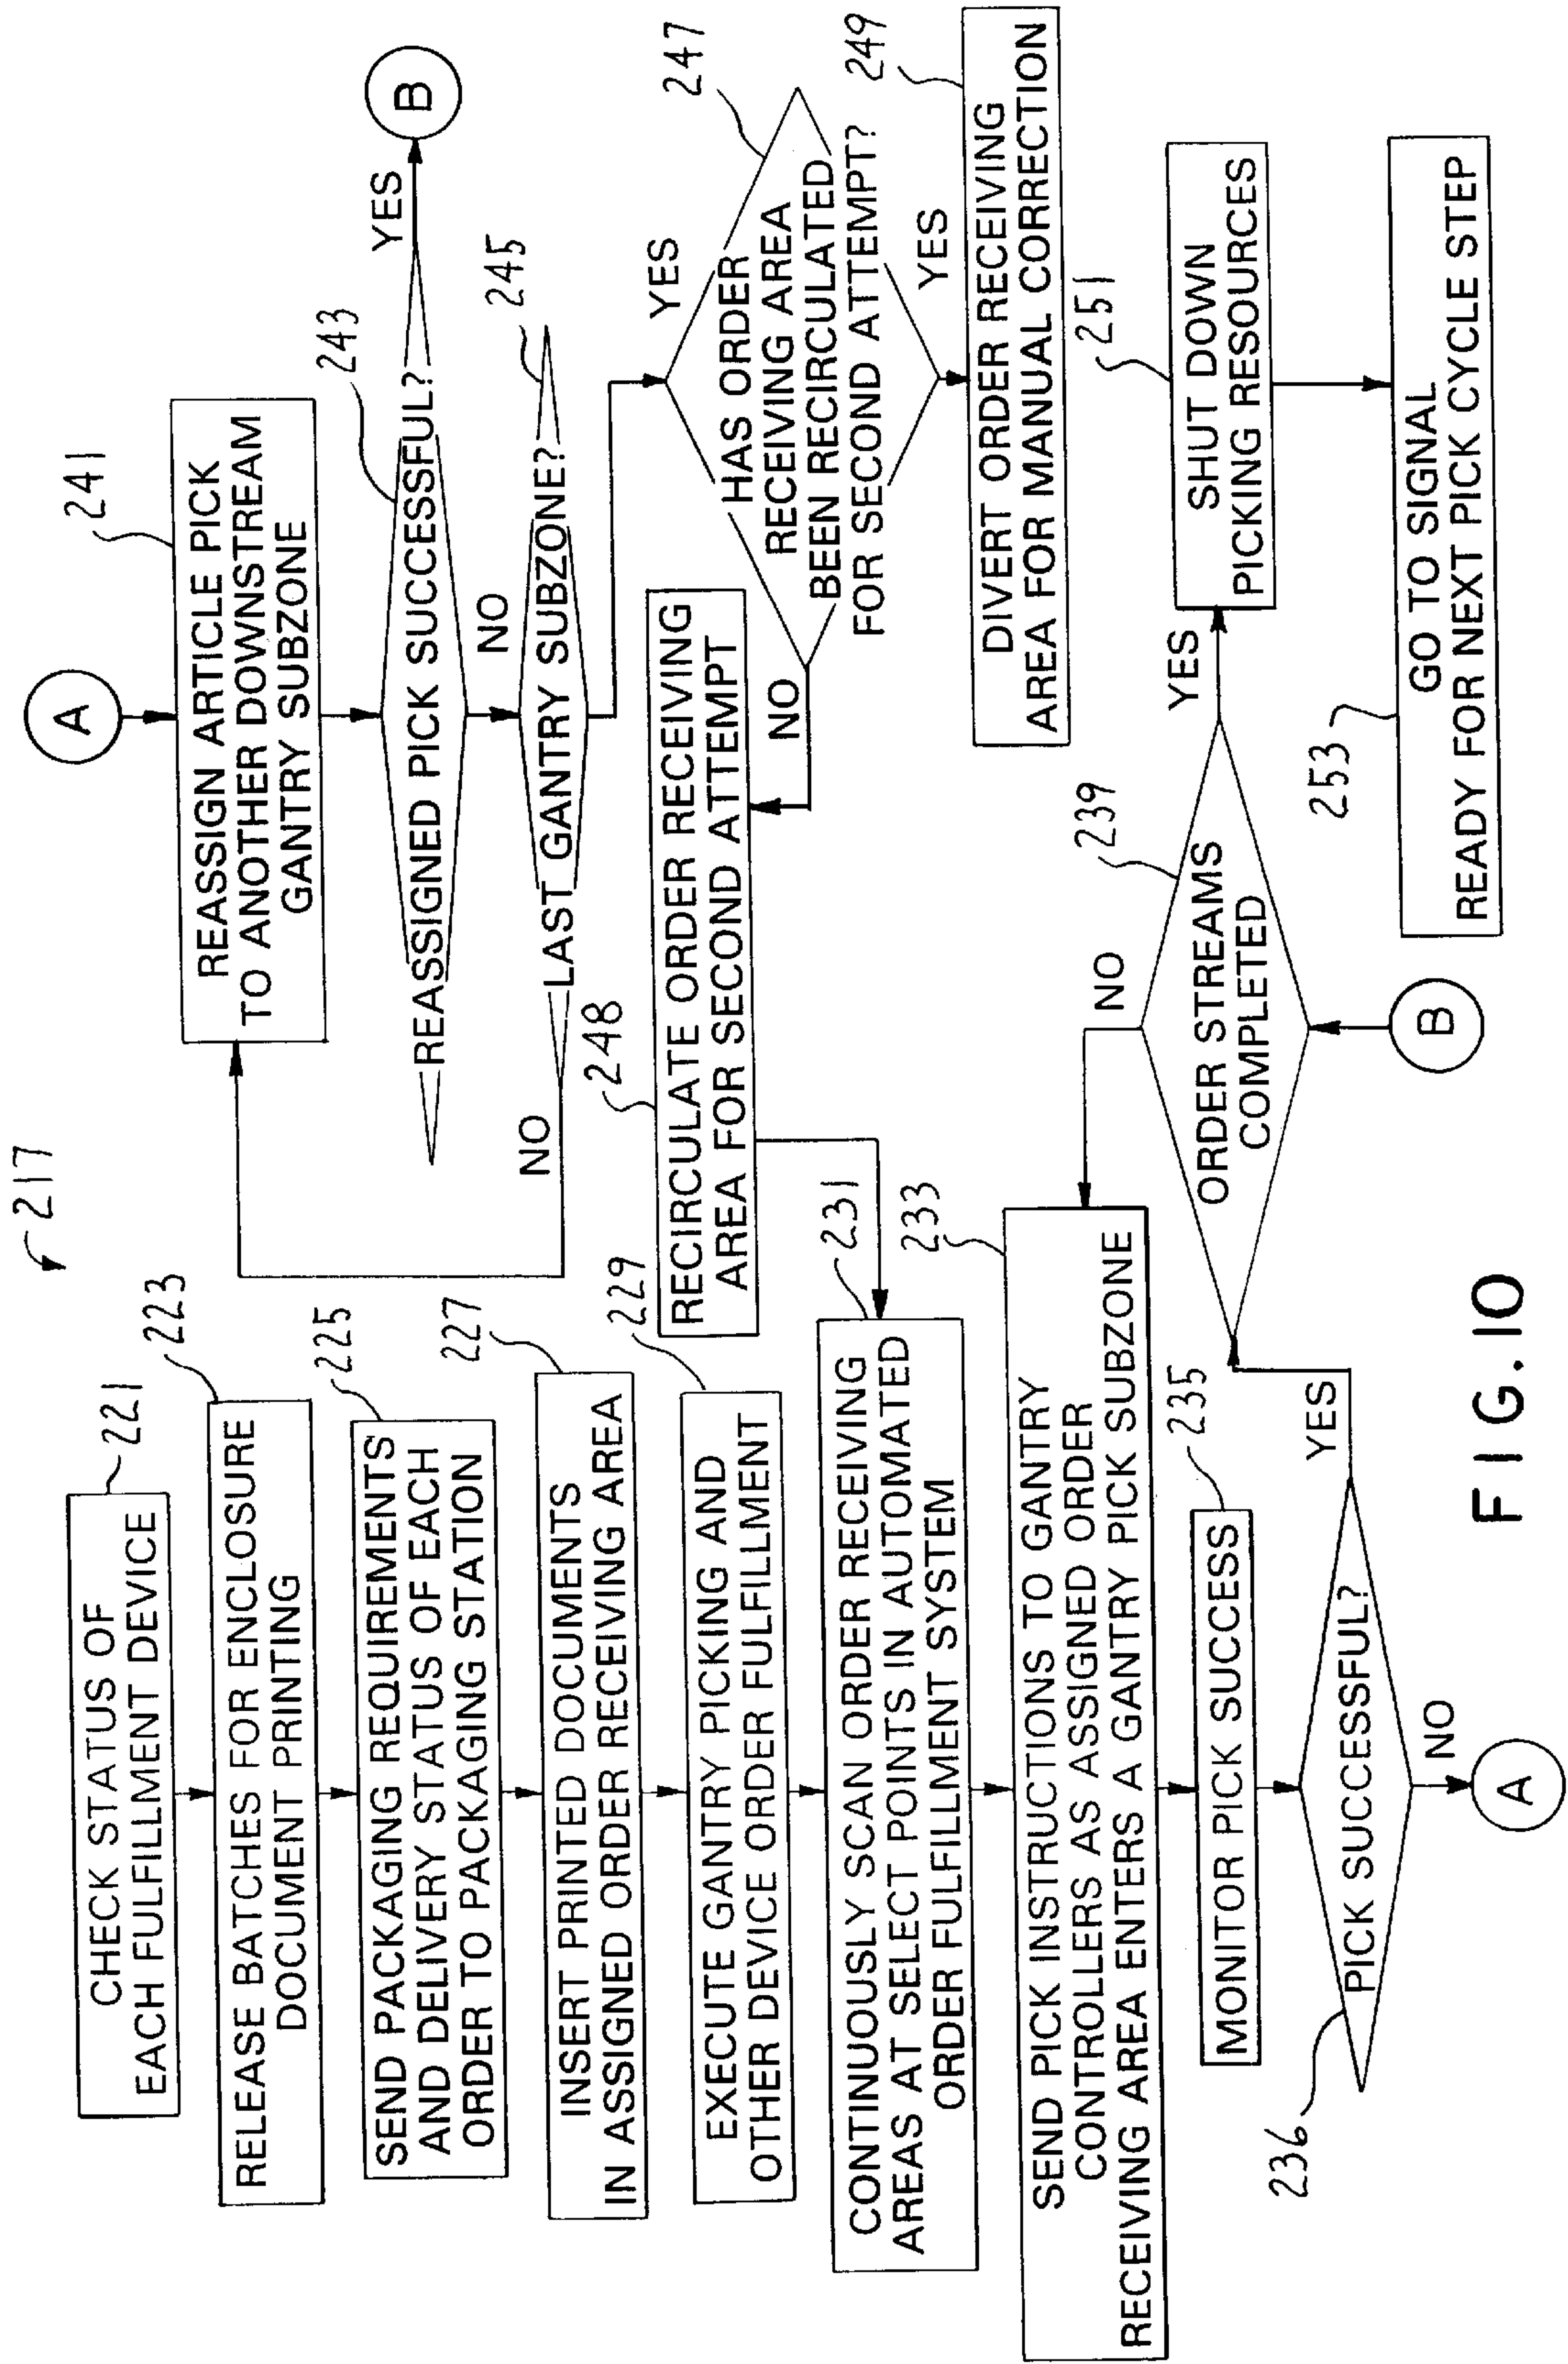 217
CHECK STATUS OF
EACH FULFILLMENT DEVICE
221
RELEASE BATCHES FOR ENCLOSURE
DOCUMENT PRINTING
223
SEND PACKAGING REQUIREMENTS
AND DELIVERY STATUS OF EACH
ORDER TO PACKAGING STATION
225
INSERT PRINTED DOCUMENTS
IN ASSIGNED ORDER RECEIVING AREA
227
EXECUTE GANTRY PICKING AND
OTHER DEVICE ORDER FULFILLMENT
229
CONTINUOUSLY SCAN ORDER RECEIVING
AREAS AT SELECT POINTS IN AUTOMATED
ORDER FULFILLMENT SYSTEM
231
SEND PICK INSTRUCTIONS TO GANTRY
CONTROLLERS AS ASSIGNED ORDER
RECEIVING AREA ENTERS A GANTRY PICK SUBZONE
233
MONITOR PICK SUCCESS
235
PICK SUCCESSFUL?
236
YES
NO
A
A
REASSIGN ARTICLE PICK
TO ANOTHER DOWNSTREAM
GANTRY SUBZONE
241
REASSIGNED PICK SUCCESSFUL?
243
YES
B
NO
LAST GANTRY SUBZONE?
245
NO
YES
HAS ORDER
RECEIVING AREA
BEEN RECIRCULATED
FOR SECOND ATTEMPT?
247
NO
YES
RECIRCULATE ORDER RECEIVING
AREA FOR SECOND ATTEMPT
248
DIVERT ORDER RECEIVING
AREA FOR MANUAL CORRECTION
249
ORDER STREAMS
COMPLETED
239
NO
YES
B
SHUT DOWN
PICKING RESOURCES
251
GO TO SIGNAL
READY FOR NEXT PICK CYCLE STEP
253
FIG.10